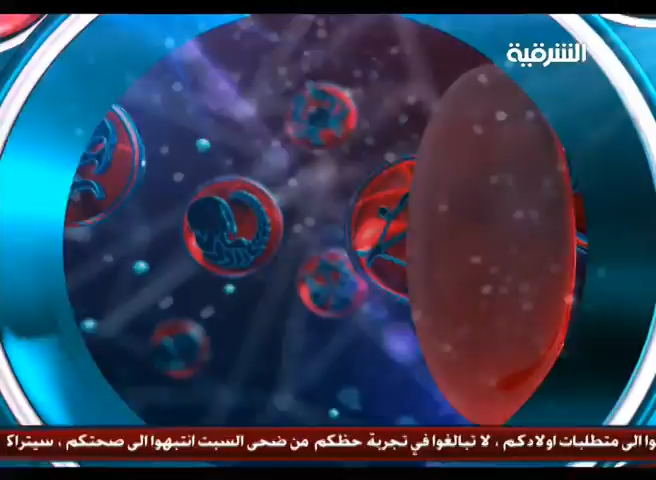 الشرقية
وا الى متطلبات اولادكم ، لا تبالغوا في تجربة حظكم من ضحى السبت انتبهوا الى صحتكم ، سيتراك